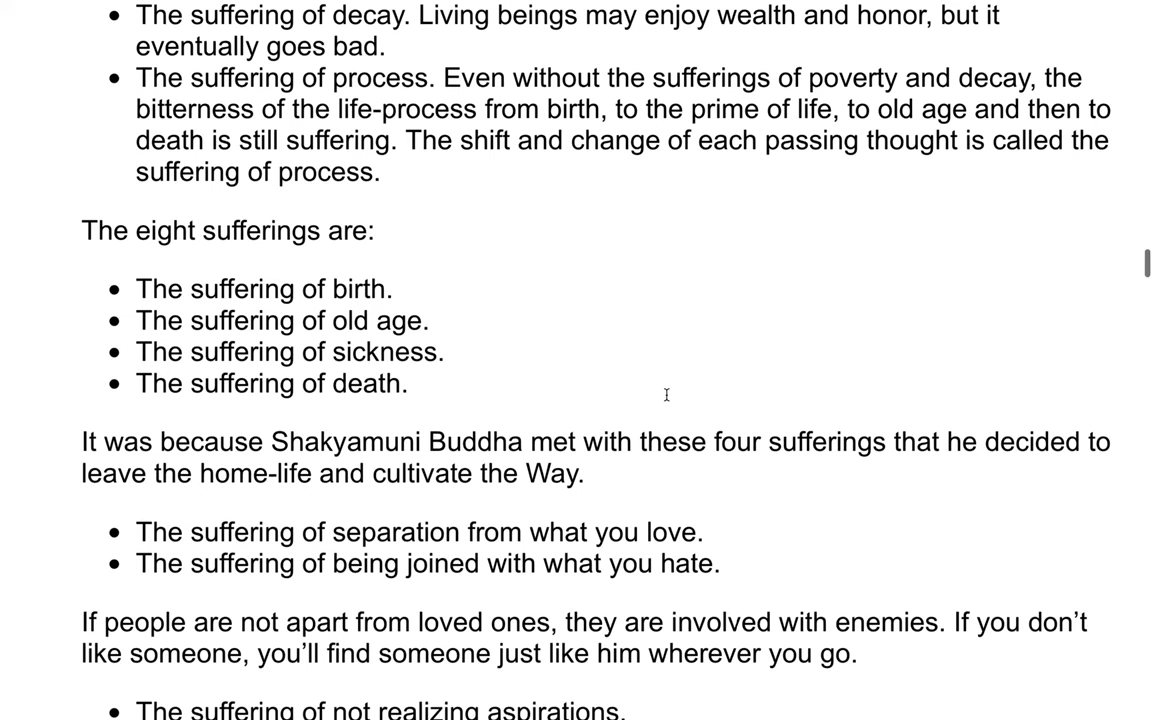 • The suffering of decay. Living beings may enjoy wealth and honor, but it
eventually goes bad.
• The suffering of process. Even without the sufferings of poverty and decay, the
bitterness of the life-process from birth, to the prime of life, to old age and then to
death is still suffering. The shift and change of each passing thought is called the
suffering of process.
The eight sufferings are:
• The suffering of birth.
• The suffering of old age.
• The suffering of sickness.
• The suffering of death.
It was because Shakyamuni Buddha met with these four sufferings that he decided to
leave the home-life and cultivate the Way.
• The suffering of separation from what you love.
• The suffering of being joined with what you hate.
If people are not apart from loved ones, they are involved with enemies. If you don’t
like someone, you’ll find someone just like him wherever you go.
• The suffering of not realizing aspirations.